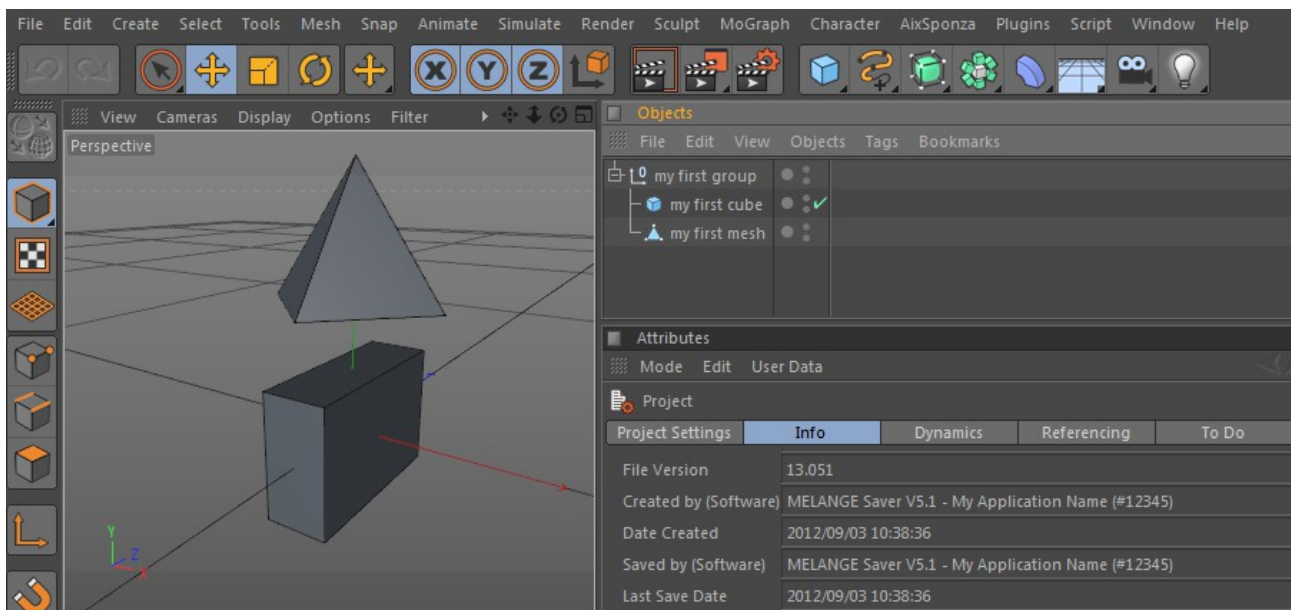 File Edit Create Select Tools Mesh Snap Animate Simulate Render Sculpt MoGraph Character AixSponza Plugins Script Window Help
X Y Z
View Cameras Display Options Filter
Perspective
Y
Z
X
Objects
File Edit View Objects Tags Bookmarks
0 my first group
my first cube
my first mesh
Attributes
Mode Edit User Data
Project
Project Settings Info Dynamics Referencing To Do
File Version 13.051
Created by (Software) MELANGE Saver V5.1 - My Application Name (#12345)
Date Created 2012/09/03 10:38:36
Saved by (Software) MELANGE Saver V5.1 - My Application Name (#12345)
Last Save Date 2012/09/03 10:38:36